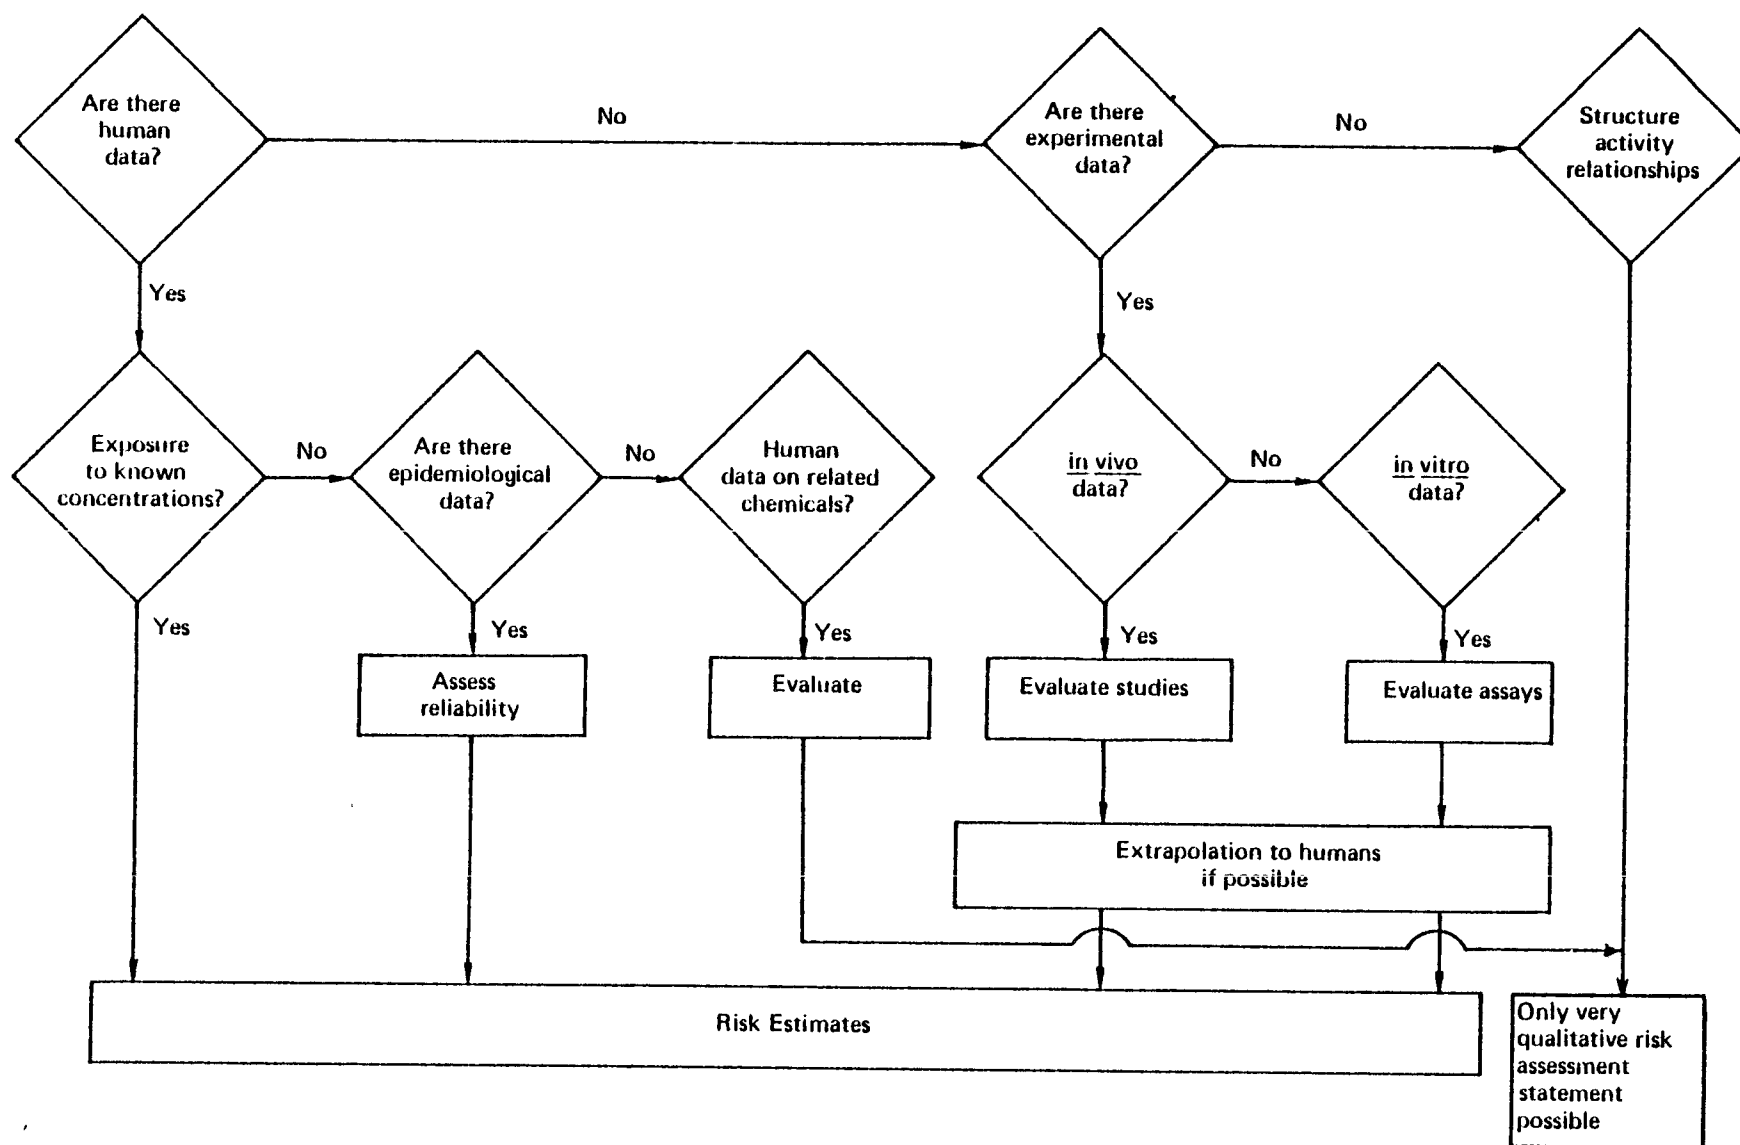 Are there
human
data?
No
Are there
experimental
data?
No
Structure
activity
relationships
Yes
Yes
Exposure
to known
concentrations?
No
Are there
epidemiological
data?
No
Human
data on related
chemicals?
in vivo
data?
No
in vitro
data?
Yes
Yes
Yes
Yes
Yes
Assess
reliability
Evaluate
Evaluate studies
Evaluate assays
Extrapolation to humans
if possible
Risk Estimates
Only very
qualitative risk
assessment
statement
possible